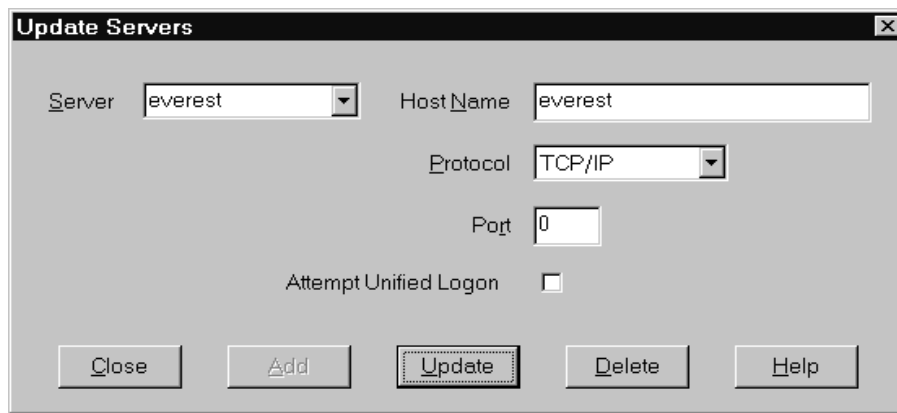 Update Servers
Server everest Host Name everest
Protocol TCP/IP
Port 0
Attempt Unified Logon
Close Add Update Delete Help